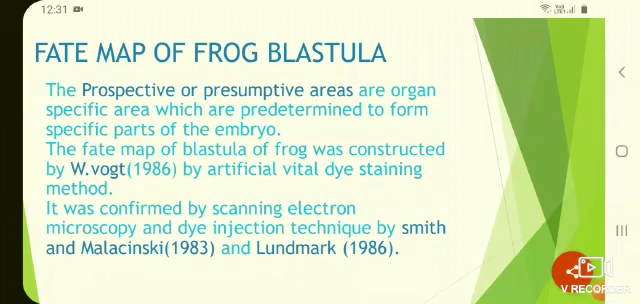 12:31
FATE MAP OF FROG BLASTULA
The Prospective or presumptive areas are organ
specific area which are predetermined to form
specific parts of the embryo.
The fate map of blastula of frog was constructed
by W.vogt(1986) by artificial vital dye staining
method.
It was confirmed by scanning electron
microscopy and dye injection technique by smith
and Malacinski(1983) and Lundmark (1986).
V RECORDER